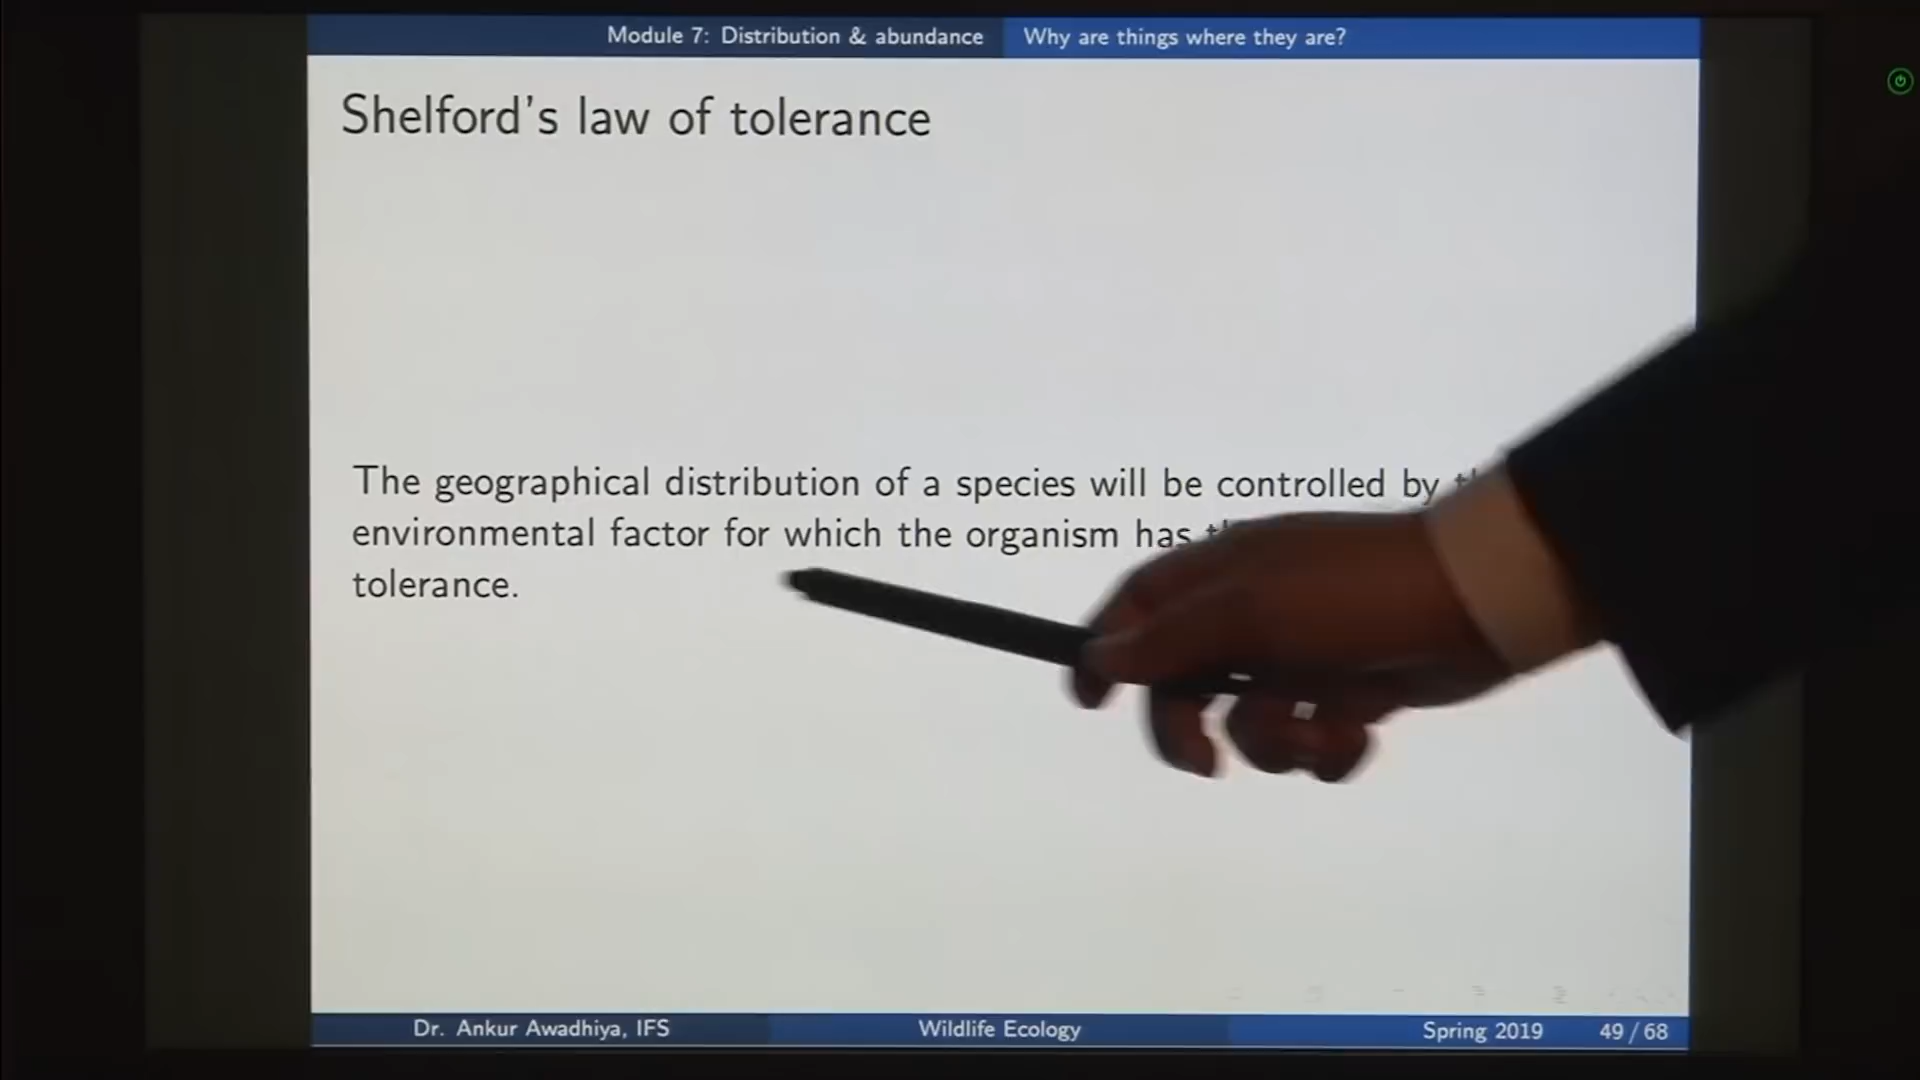 Module 7: Distribution & abundance Why are things where they are?
Shelford's law of tolerance
The geographical distribution of a species will be controlled by
environmental factor for which the organism has
tolerance.
Dr. Ankur Awadhiya, IFS Wildlife Ecology Spring 2019 49 / 68